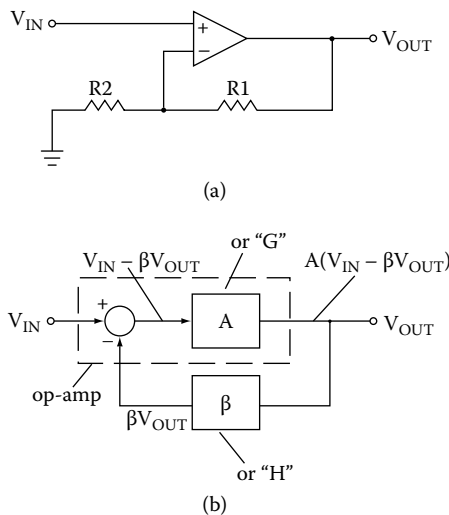 V_IN
+
−
V_OUT
R2
R1
(a)
or “G”
V_IN − βV_OUT
A(V_IN − βV_OUT)
+
V_IN
A
V_OUT
−
op-amp
βV_OUT
β
or “H”
(b)